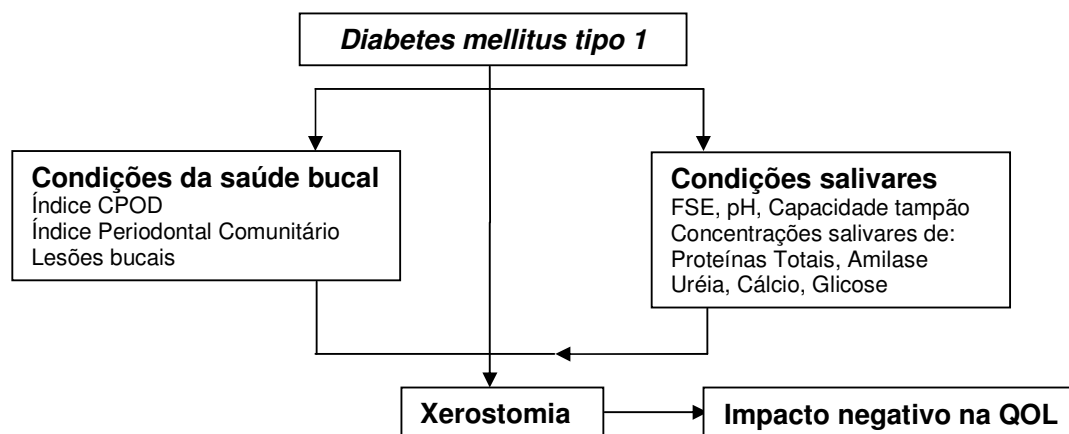 Diabetes mellitus tipo 1
Condições da saúde bucal
Índice CPOD
Índice Periodontal Comunitário
Lesões bucais
Condições salivares
FSE, pH, Capacidade tampão
Concentrações salivares de:
Proteínas Totais, Amilase
Uréia, Cálcio, Glicose
Xerostomia
Impacto negativo na QOL